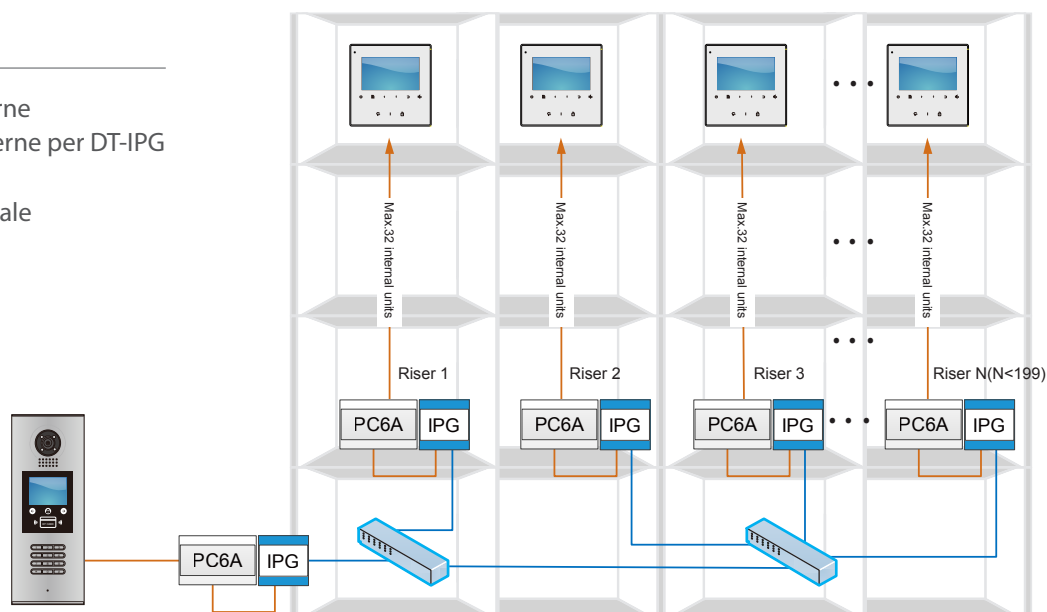 rne
erne per DT-IPG
ale
Max.32 internal units
Max.32 internal units
Max.32 internal units
Max.32 internal units
Riser 1
Riser 2
Riser 3
Riser N(N<199)
PC6A IPG
PC6A IPG
PC6A IPG
PC6A IPG
PC6A IPG